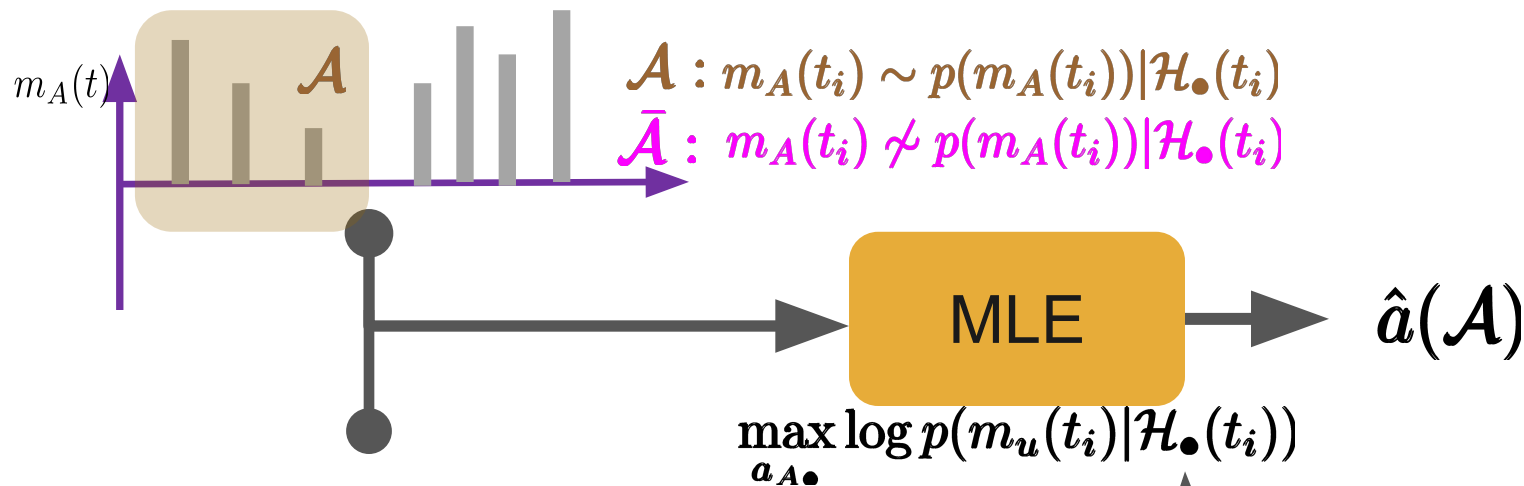 m_A(t)
𝒜
𝒜 : m_A(t_i) ∼ p(m_A(t_i))|ℋ_•(t_i)
𝒜̄ : m_A(t_i) ≁ p(m_A(t_i))|ℋ_•(t_i)
MLE
â(𝒜)
max log p(m_u(t_i)|ℋ_•(t_i))
a_{A•}